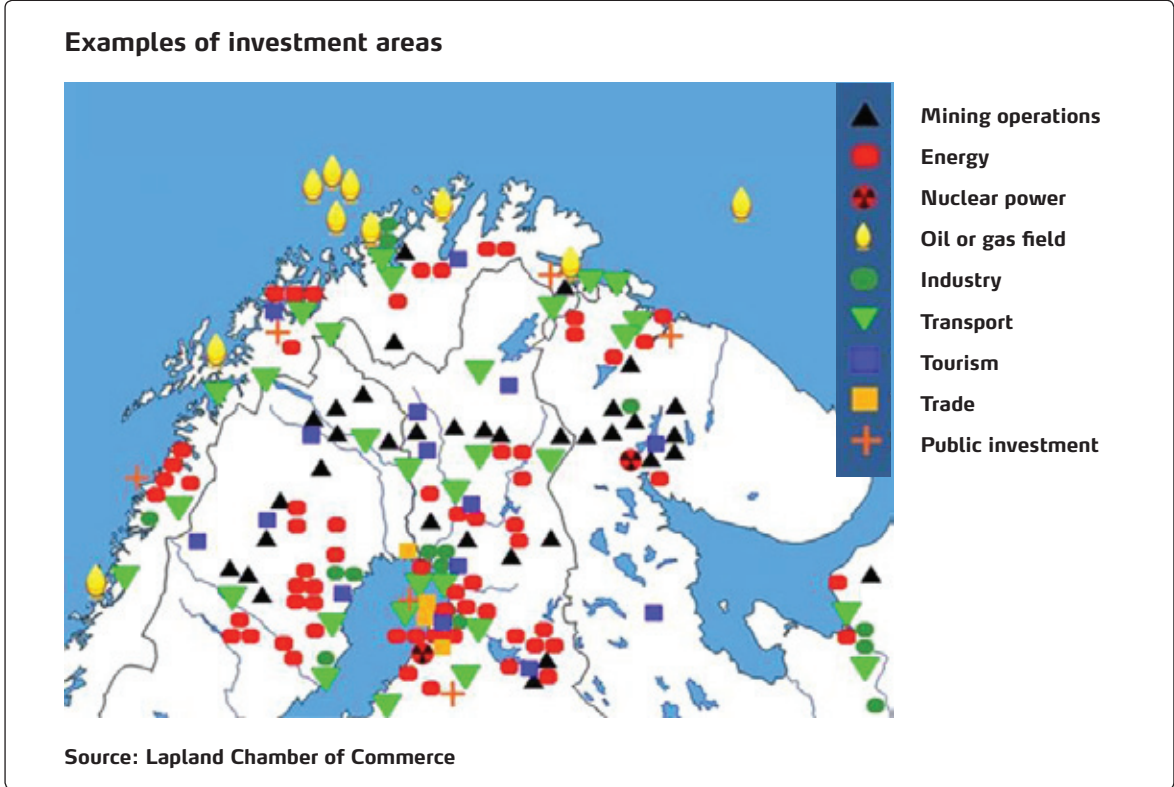 Examples of investment areas
Mining operations
Energy
Nuclear power
Oil or gas field
Industry
Transport
Tourism
Trade
Public investment
Source: Lapland Chamber of Commerce